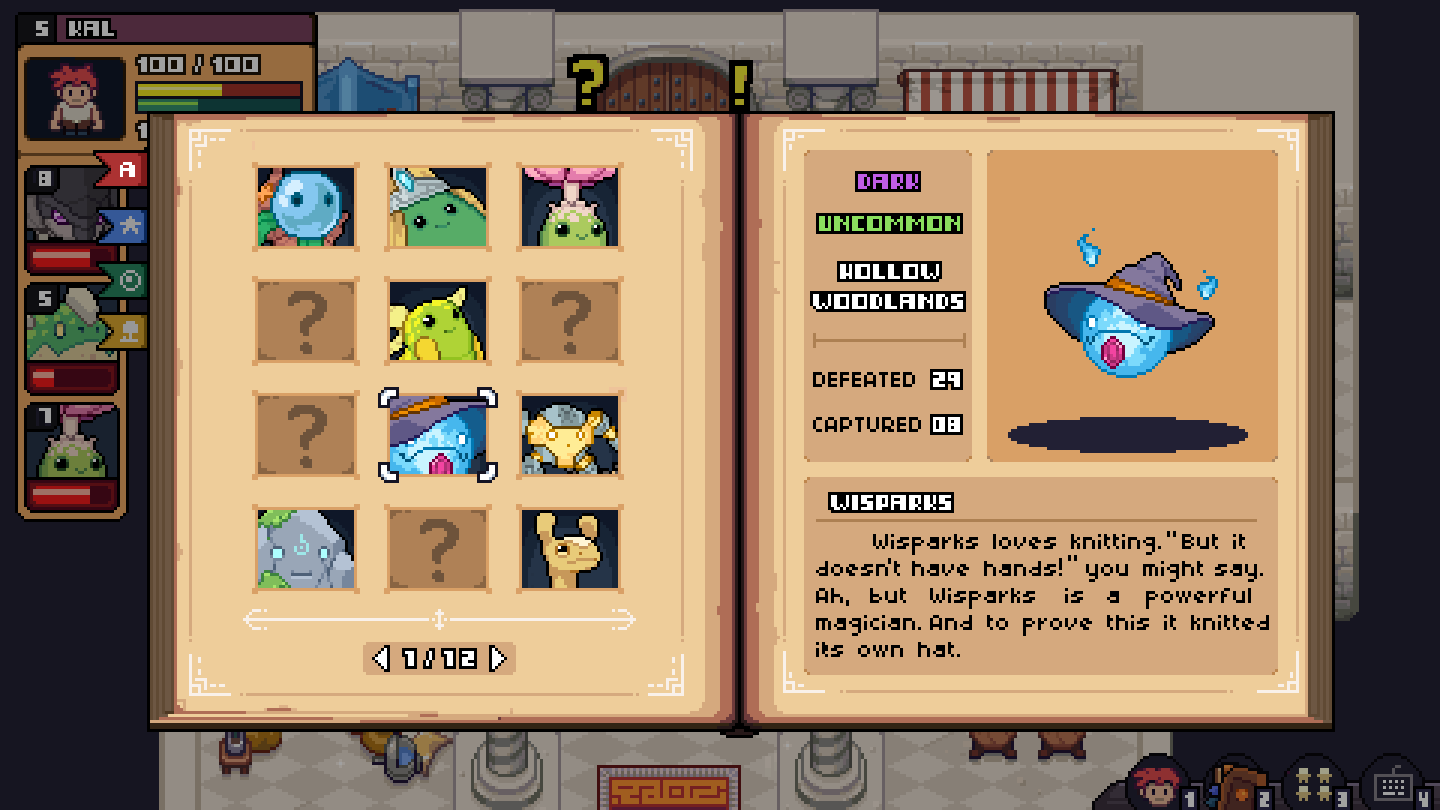 5 KAL
100 / 100
?
!
A
8
5
7
?
?
?
?
1/12
DARK
UNCOMMON
HOLLOW
WOODLANDS
DEFEATED 29
CAPTURED 08
WISPARKS
Wisparks loves knitting. "But it
doesn't have hands!" you might say.
Ah, but Wisparks is a powerful
magician. And to prove this it knitted
its own hat.
1 2 3 4